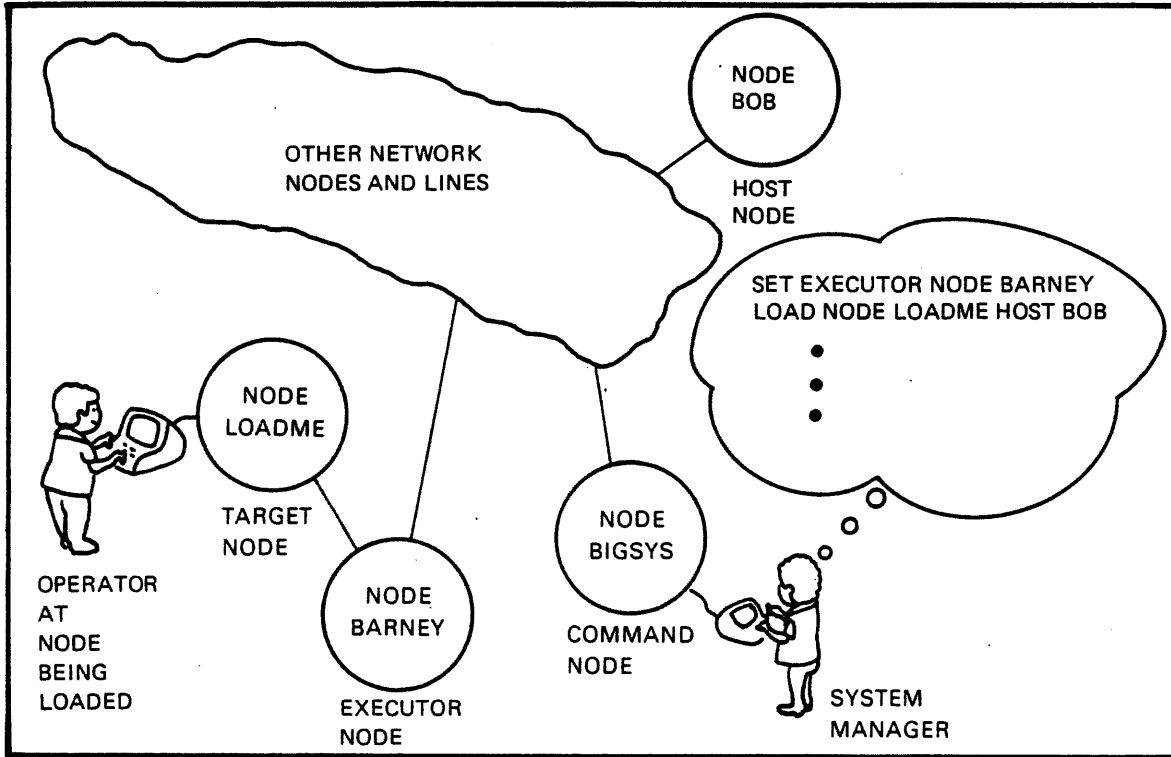 NODE
BOB
OTHER NETWORK
NODES AND LINES
HOST
NODE
SET EXECUTOR NODE BARNEY
LOAD NODE LOADME HOST BOB
NODE
LOADME
TARGET
NODE
NODE
BIGSYS
OPERATOR
AT
NODE
BEING
LOADED
NODE
BARNEY
EXECUTOR
NODE
COMMAND
NODE
SYSTEM
MANAGER